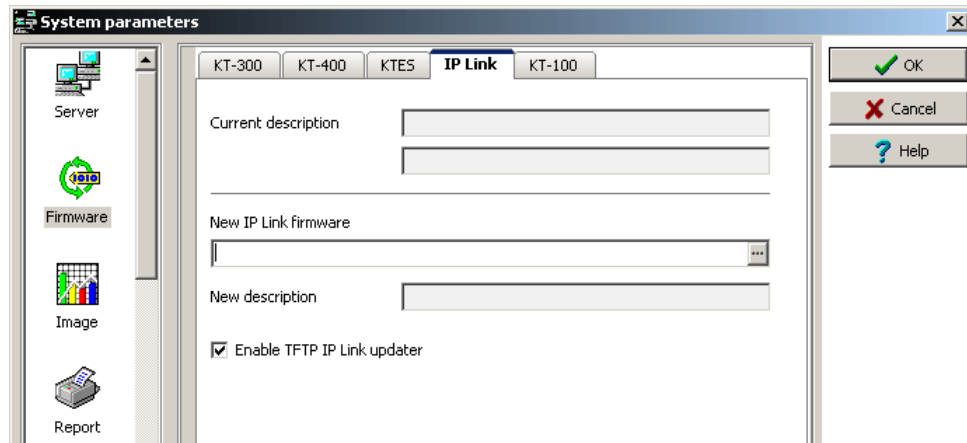 System parameters
Server
Firmware
Image
Report
KT-300 KT-400 KTES IP Link KT-100
Current description
New IP Link firmware
...
New description
Enable TFTP IP Link updater
OK
Cancel
Help